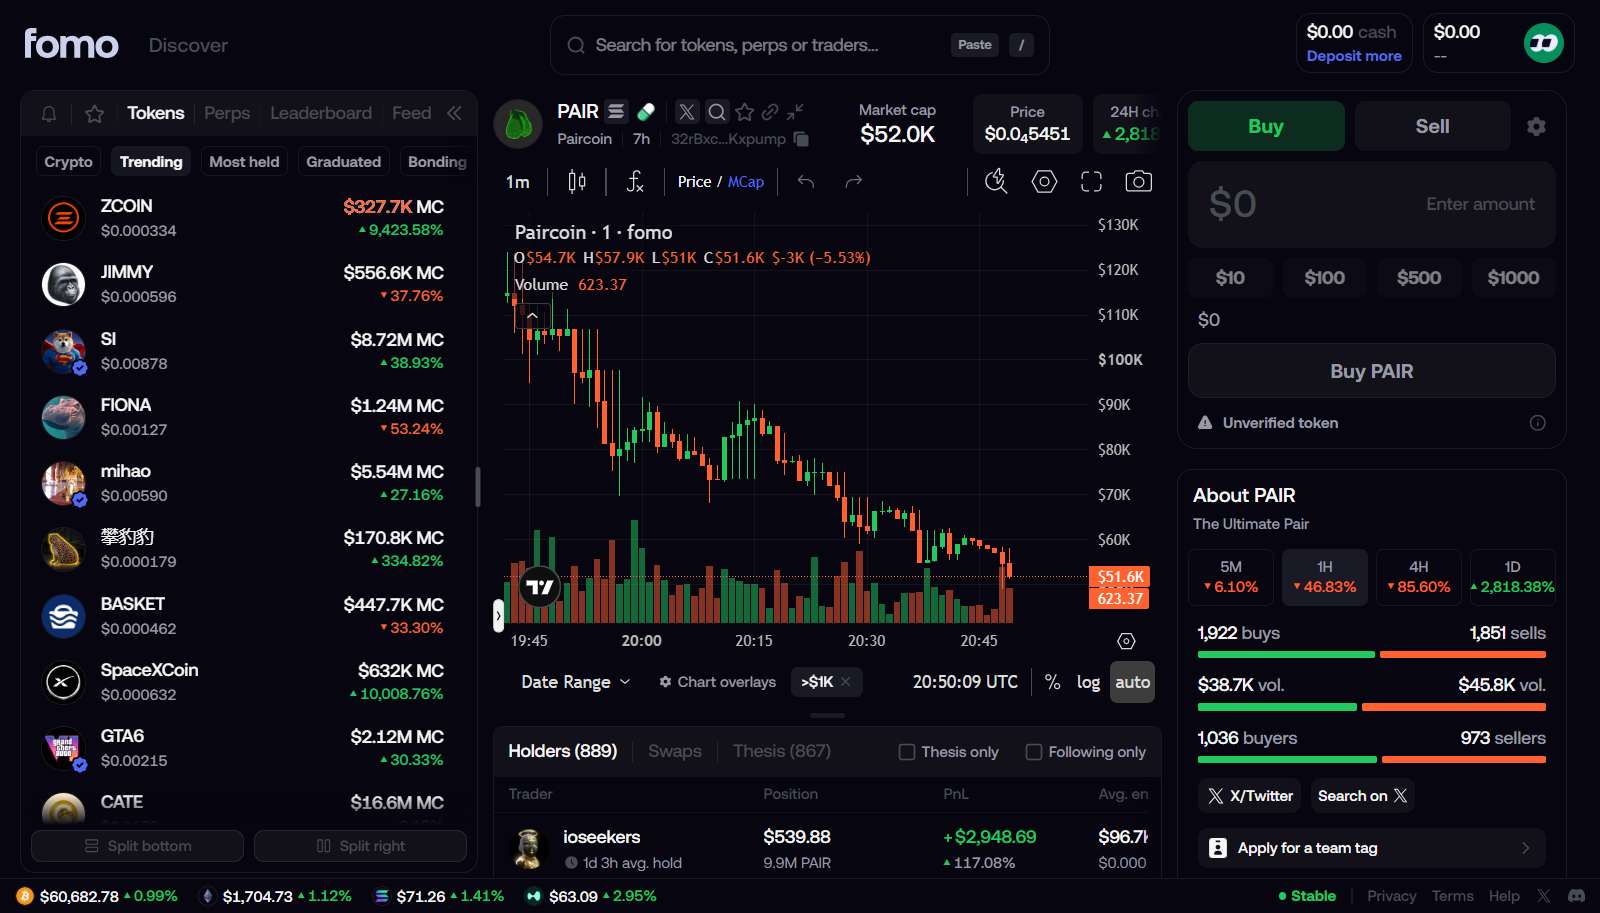 fomo
Discover
Search for tokens, perps or traders...
Paste
/
$0.00 cash
Deposit more
$0.00
--
Tokens
Perps
Leaderboard
Feed
Crypto
Trending
Most held
Graduated
Bonding
ZCOIN
$327.7K MC
$0.000334
9,423.58%
JIMMY
$556.6K MC
$0.000596
37.76%
SI
$8.72M MC
$0.00878
38.93%
FIONA
$1.24M MC
$0.00127
53.24%
mihao
$5.54M MC
$0.00590
27.16%
攀豹豹
$170.8K MC
$0.000179
334.82%
BASKET
$447.7K MC
$0.000462
33.30%
SpaceXCoin
$632K MC
$0.000632
10,008.76%
GTA6
$2.12M MC
$0.00215
30.33%
CATE
$16.6M MC
Split bottom
Split right
PAIR
Paircoin
7h
32rBxc...Kxpump
Market cap
$52.0K
Price
$0.0₄5451
24H ch
2,818
1m
Price / MCap
Paircoin · 1 · fomo
O$54.7K H$57.9K L$51K C$51.6K $-3K (−5.53%)
Volume 623.37
$130K
$120K
$110K
$100K
$90K
$80K
$70K
$60K
$51.6K
623.37
19:45
20:00
20:15
20:30
20:45
Date Range
Chart overlays
>$1K
20:50:09 UTC
%
log
auto
Holders (889)
Swaps
Thesis (867)
Thesis only
Following only
Trader
Position
PnL
Avg. en
ioseekers
$539.88
+$2,948.69
$96.7K
1d 3h avg. hold
9.9M PAIR
117.08%
$0.000
Buy
Sell
$0
Enter amount
$10
$100
$500
$1000
$0
Buy PAIR
Unverified token
About PAIR
The Ultimate Pair
5M
6.10%
1H
46.83%
4H
85.60%
1D
2,818.38%
1,922 buys
1,851 sells
$38.7K vol.
$45.8K vol.
1,036 buyers
973 sellers
X/Twitter
Search on X
Apply for a team tag
$60,682.78 0.99%
$1,704.73 1.12%
$71.26 1.41%
$63.09 2.95%
Stable
Privacy
Terms
Help